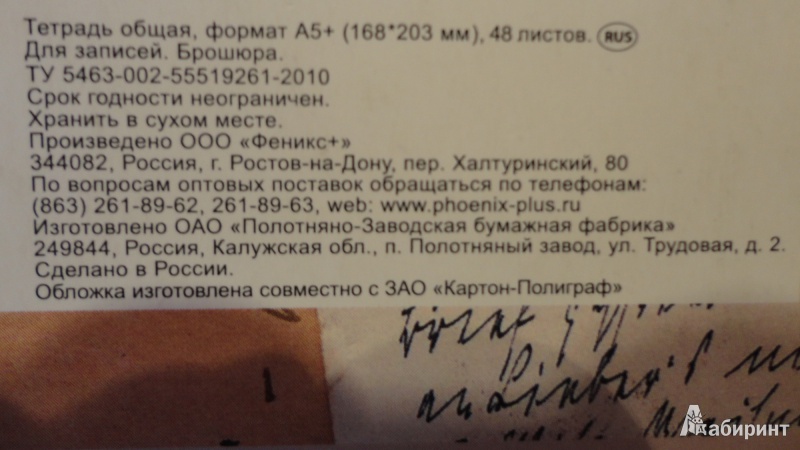 Тетрадь общая, формат А5+ (168*203 мм), 48 листов. RUS
Для записей. Брошюра.
ТУ 5463-002-55519261-2010
Срок годности неограничен.
Хранить в сухом месте.
Произведено ООО «Феникс+»
344082, Россия, г. Ростов-на-Дону, пер. Халтуринский, 80
По вопросам оптовых поставок обращаться по телефонам:
(863) 261-89-62, 261-89-63, web: www.phoenix-plus.ru
Изготовлено ОАО «Полотняно-Заводская бумажная фабрика»
249844, Россия, Калужская обл., п. Полотняный завод, ул. Трудовая, д. 2.
Сделано в России.
Обложка изготовлена совместно с ЗАО «Картон-Полиграф»
Лабиринт